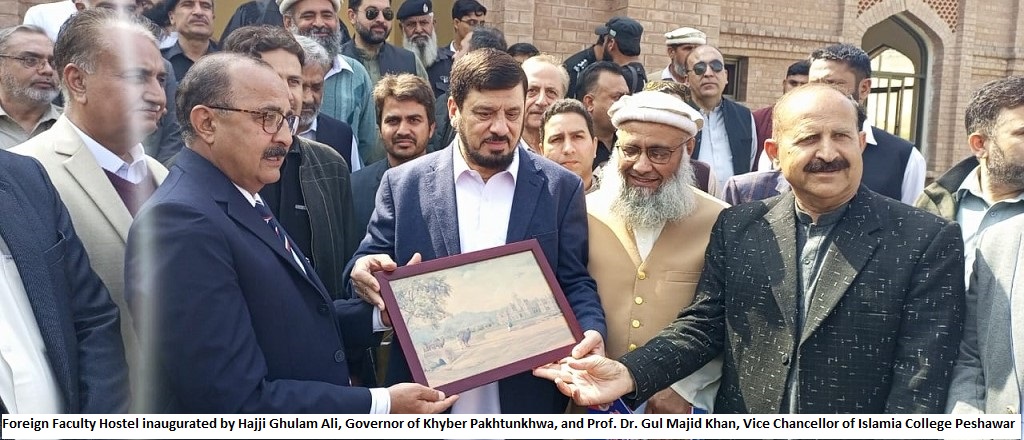 Foreign Faculty Hostel inaugurated by Hajji Ghulam Ali, Governor of Khyber Pakhtunkhwa, and Prof. Dr. Gul Majid Khan, Vice Chancellor of Islamia College Peshawar